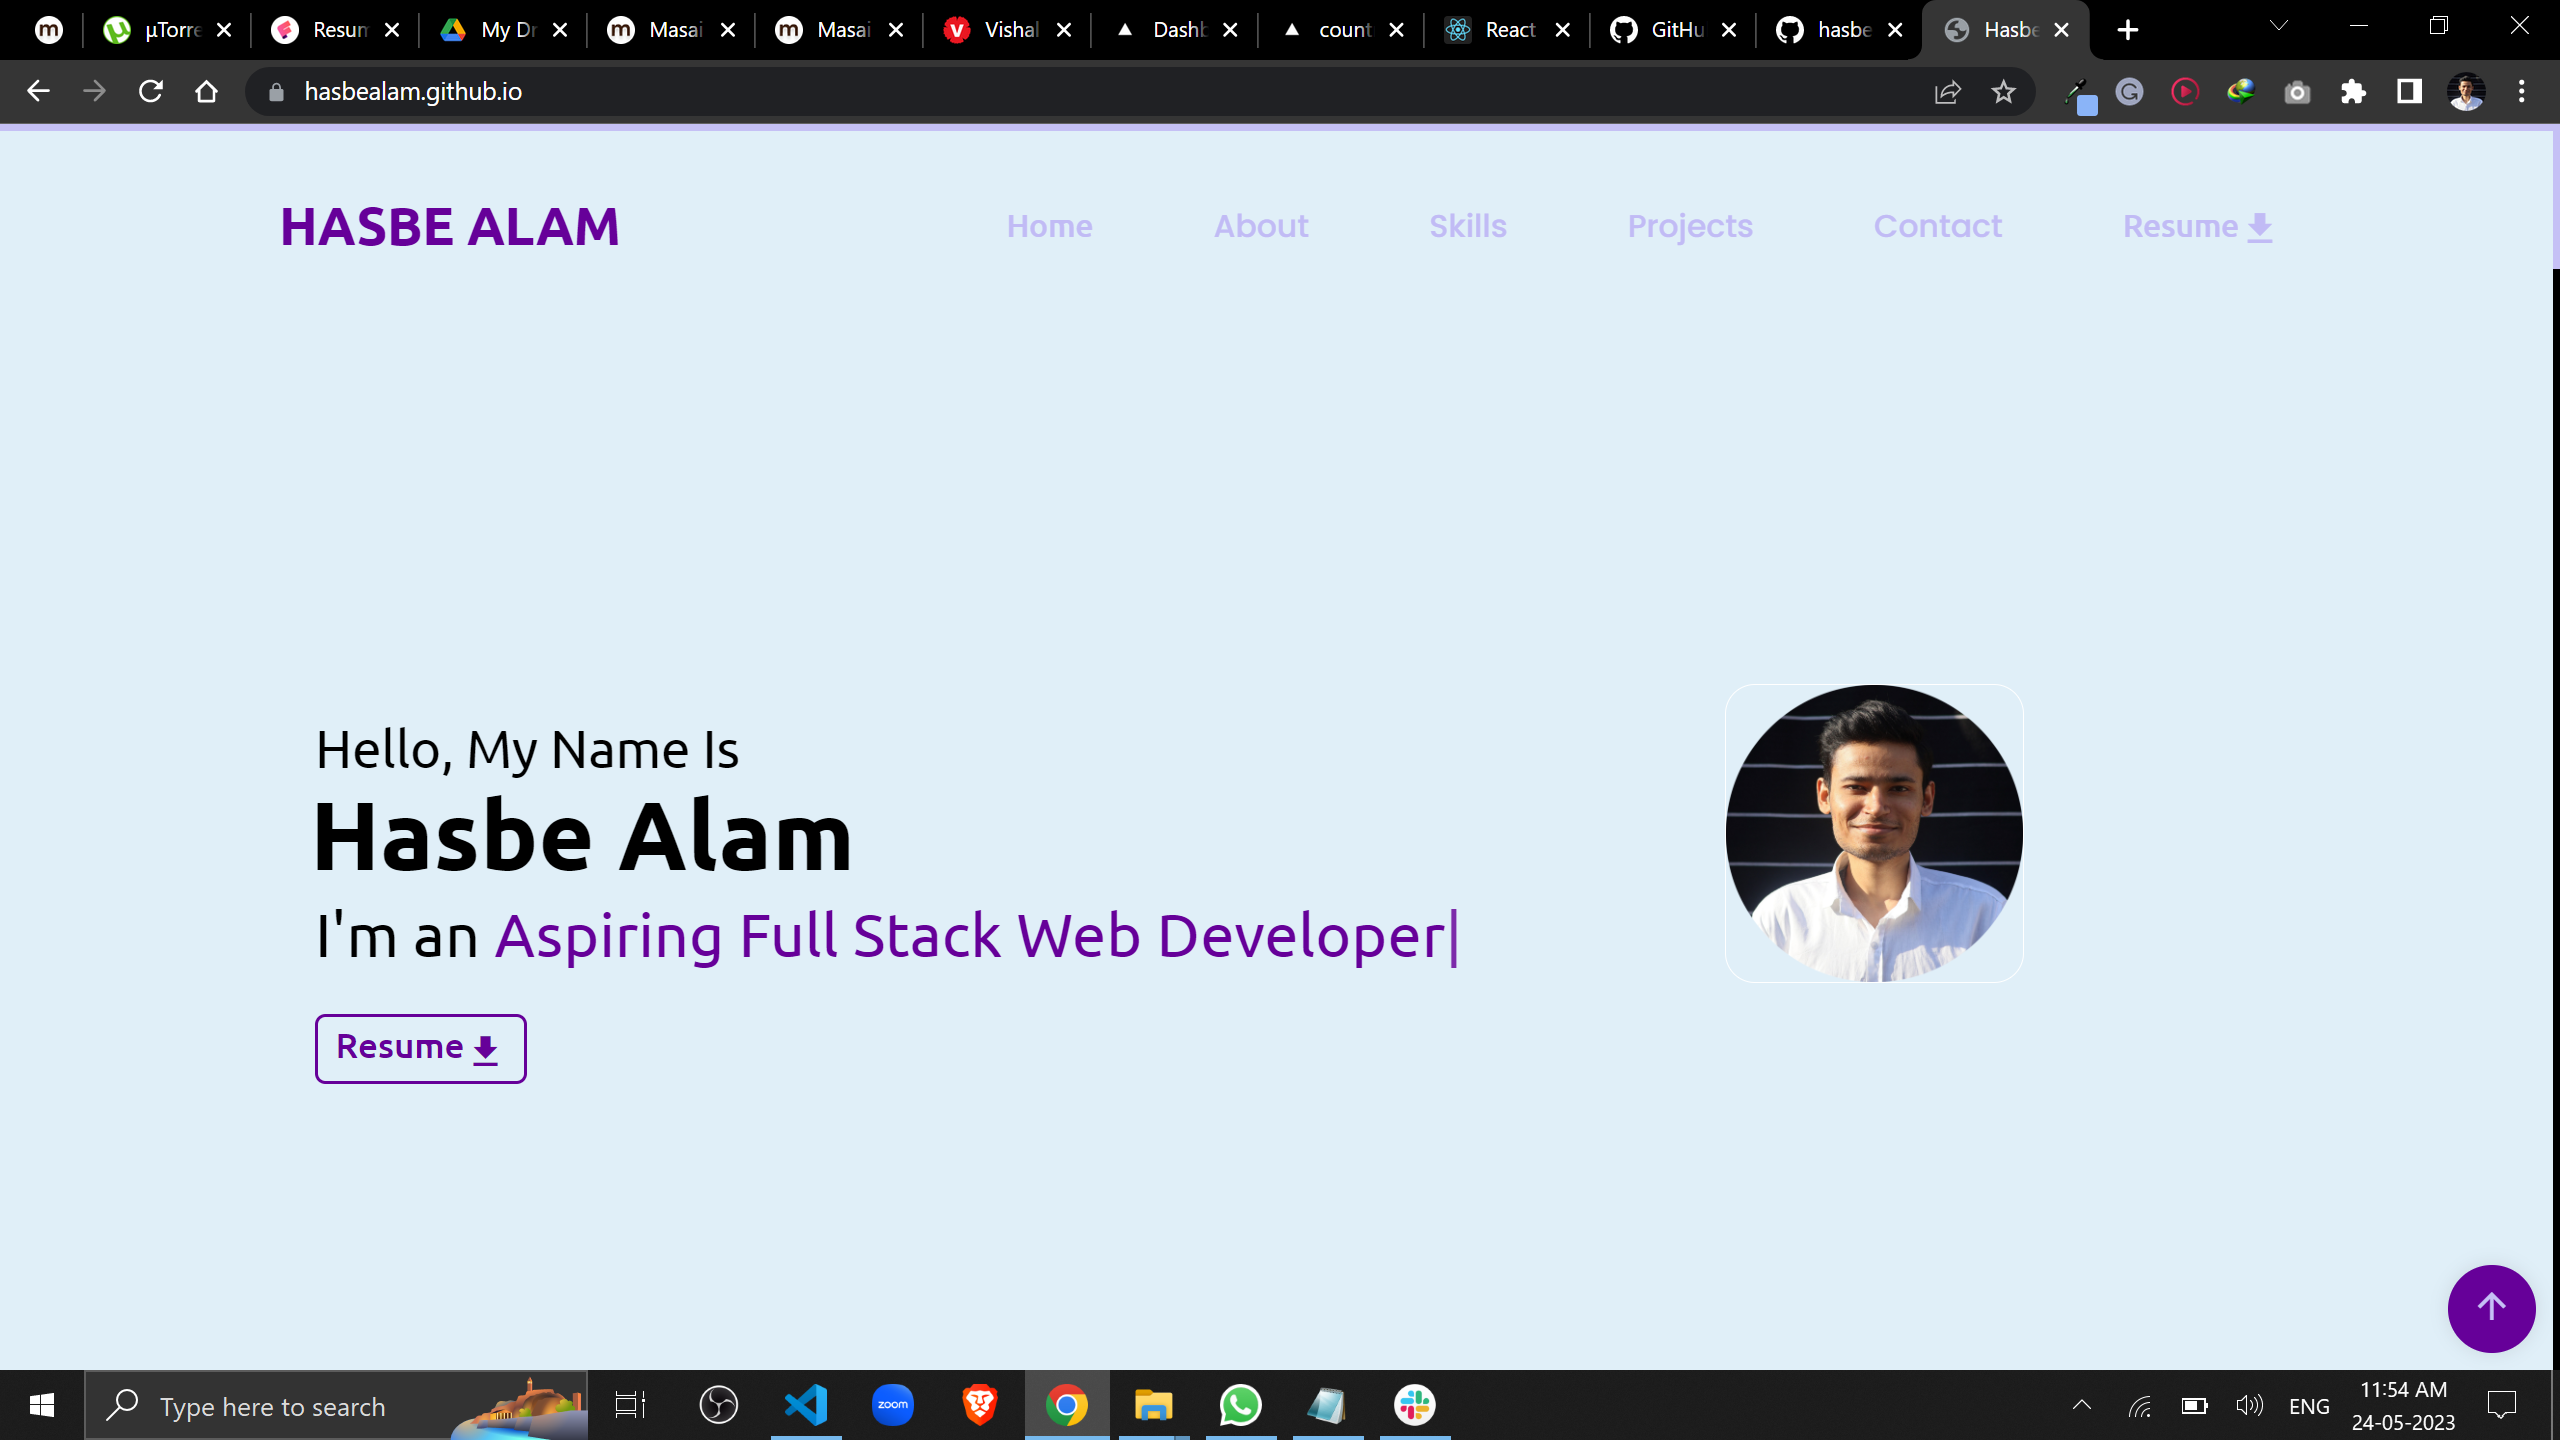 m µTorre Resum My Dr m Masai m Masai v Vishal Dashb count React GitHu hasbe Hasbe
hasbealam.github.io
HASBE ALAM Home About Skills Projects Contact Resume
Hello, My Name Is
Hasbe Alam
I'm an Aspiring Full Stack Web Developer|
Resume
Type here to search zoom ENG 11:54 AM
24-05-2023